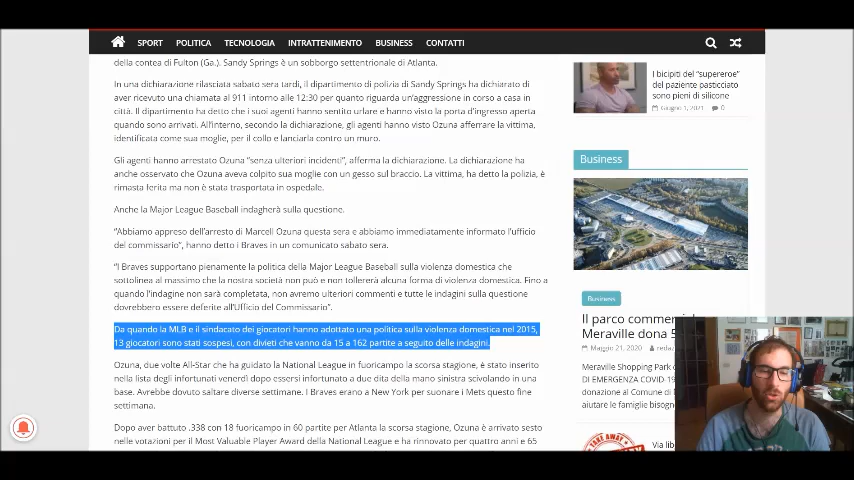 SPORT POLITICA TECNOLOGIA INTRATTENIMENTO BUSINESS CONTATTI
della contea di Fulton (Ga.). Sandy Springs è un sobborgo settentrionale di Atlanta.
In una dichiarazione rilasciata sabato sera tardi, il dipartimento di polizia di Sandy Springs ha dichiarato di
aver ricevuto una chiamata al 911 intorno alle 12:30 per quanto riguarda un'aggressione in corso a casa in
città. Il dipartimento ha detto che i suoi agenti hanno sentito urlare e hanno visto la porta d'ingresso aperta
quando sono arrivati. All'interno, secondo la dichiarazione, gli agenti hanno visto Ozuna afferrare la vittima,
identificata come sua moglie, per il collo e lanciarla contro un muro.
Gli agenti hanno arrestato Ozuna "senza ulteriori incidenti", afferma la dichiarazione. La dichiarazione ha
anche osservato che Ozuna aveva colpito sua moglie con un gesso sul braccio. La vittima, ha detto la polizia, è
rimasta ferita ma non è stata trasportata in ospedale.
Anche la Major League Baseball indagherà sulla questione.
"Abbiamo appreso dell'arresto di Marcell Ozuna questa sera e abbiamo immediatamente informato l'ufficio
del commissario", hanno detto i Braves in un comunicato sabato sera.
"I Braves supportano pienamente la politica della Major League Baseball sulla violenza domestica che
sottolinea al massimo che la nostra società non può e non tollererà alcuna forma di violenza domestica. Fino a
quando l'indagine non sarà completata, non avremo ulteriori commenti e tutte le indagini sulla questione
dovrebbero essere deferite all'Ufficio del Commissario".
Da quando la MLB e il sindacato dei giocatori hanno adottato una politica sulla violenza domestica nel 2015,
13 giocatori sono stati sospesi, con divieti che vanno da 15 a 162 partite a seguito delle indagini.
Ozuna, due volte All-Star che ha guidato la National League in fuoricampo la scorsa stagione, è stato inserito
nella lista degli infortunati venerdì dopo essersi infortunato a due dita della mano sinistra scivolando in una
base. Avrebbe dovuto saltare diverse settimane. I Braves erano a New York per suonare i Mets questo fine
settimana.
Dopo aver battuto .338 con 18 fuoricampo in 60 partite per Atlanta la scorsa stagione, Ozuna è arrivato sesto
nelle votazioni per il Most Valuable Player Award della National League e ha rinnovato per quattro anni e 65
I bicipiti del "supereroe"
del paziente pasticciato
sono pieni di silicone
Giugno 1, 2021 0
Business
Business
Il parco commerciale
Meraville dona 5
Maggio 21, 2020 redaz
Meraville Shopping Park
DI EMERGENZA COVID-19
donazione al Comune di
aiutare le famiglie bisogn
TAKE AWAY
Via lib